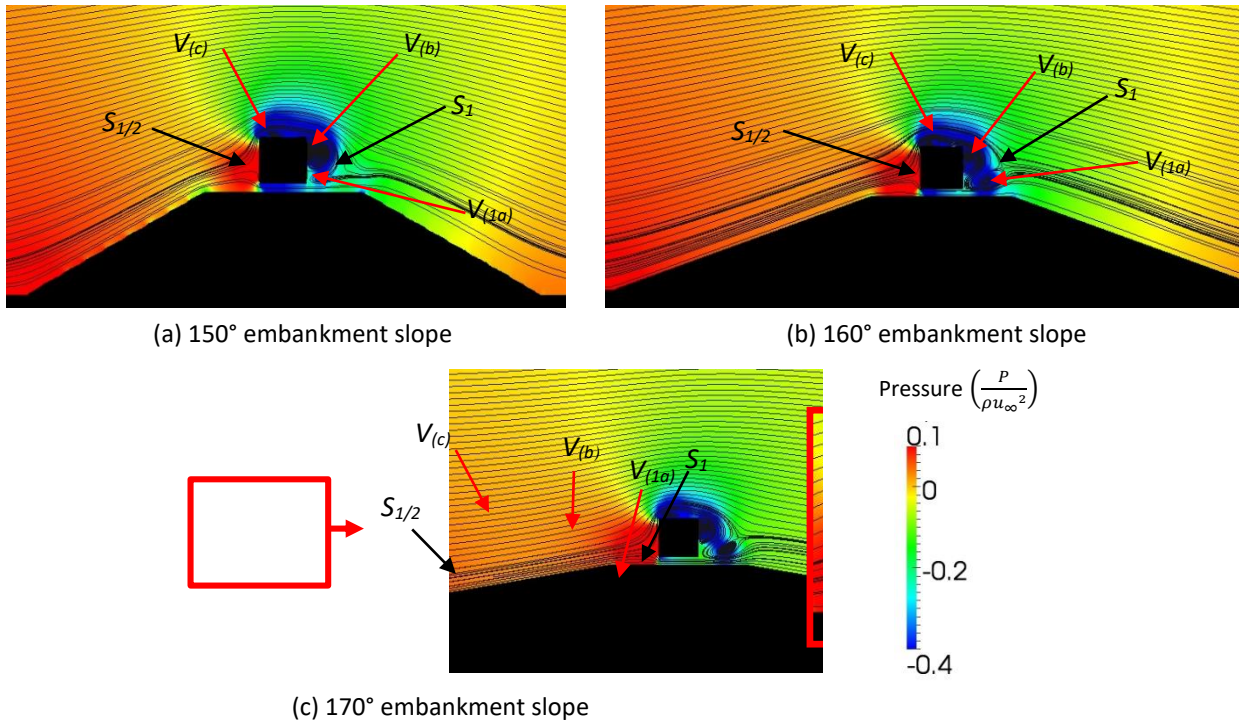 V(c)
V(b)
S1/2
S1
V(1a)
(a) 150° embankment slope
V(c)
V(b)
S1
S1/2
V(1a)
(b) 160° embankment slope
V(c)
V(b)
V(1a)
S1
S1/2
(c) 170° embankment slope
Pressure (P/ρu∞²)
0.1
0
-0.2
-0.4